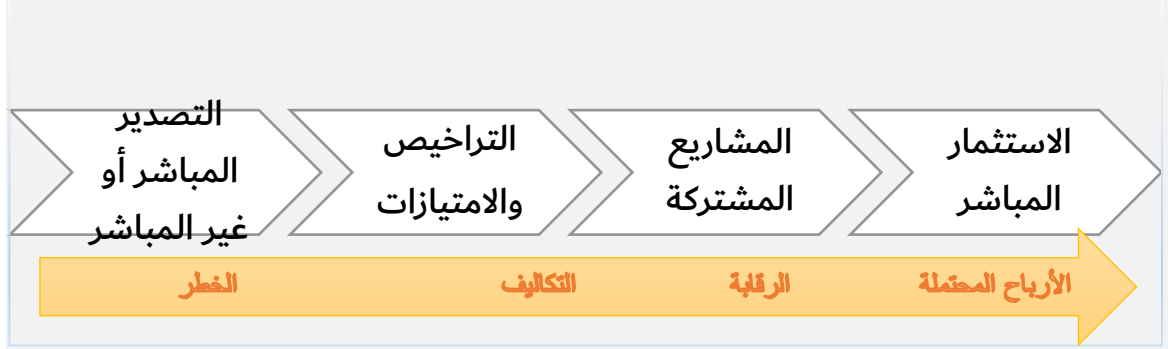 التصدير
المباشر أو
غير المباشر
التراخيص
والامتيازات
المشاريع
المشتركة
الاستثمار
المباشر
الخطر
التكاليف
الرقابة
الأرباح المحتملة